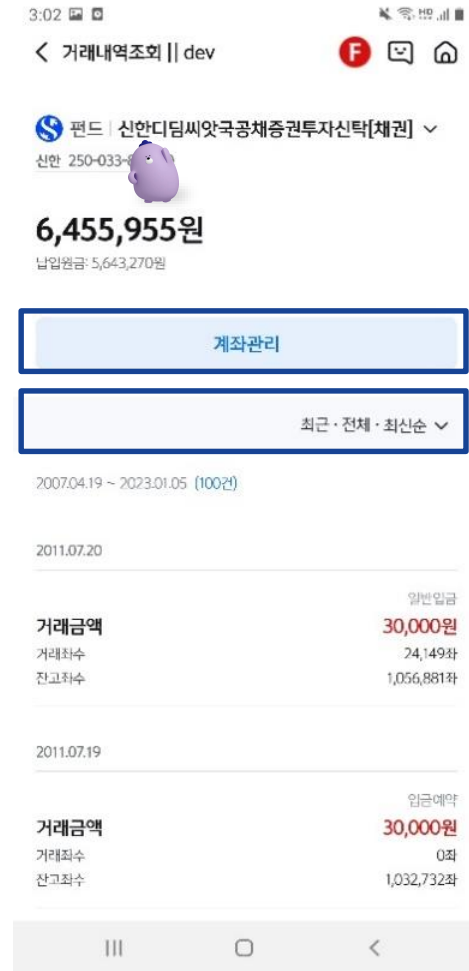 3:02
거래내역조회 || dev
F
펀드 | 신한디딤씨앗국공채증권투자신탁[채권]
신한 250-033-
6,455,955원
납입원금: 5,643,270원
계좌관리
최근 · 전체 · 최신순
2007.04.19 ~ 2023.01.05 (100건)
2011.07.20
일반입금
거래금액 30,000원
거래좌수 24,149좌
잔고좌수 1,056,881좌
2011.07.19
입금예약
거래금액 30,000원
거래좌수 0좌
잔고좌수 1,032,732좌